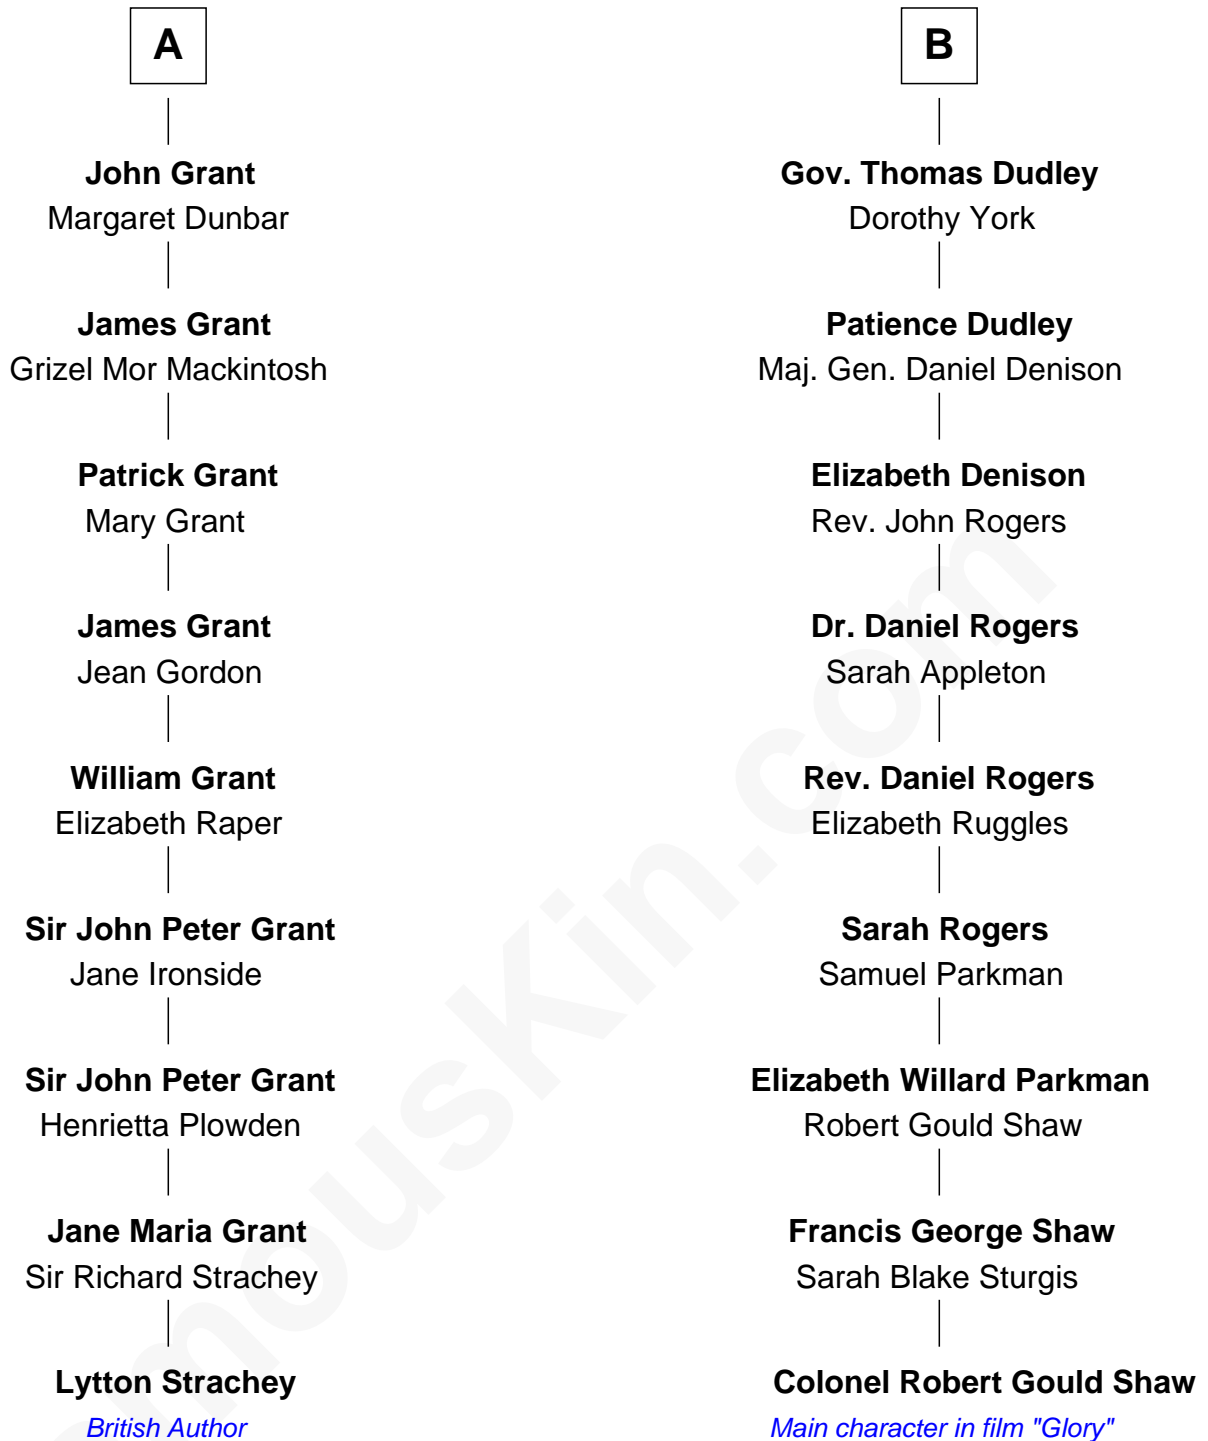 A
John Grant
Margaret Dunbar
James Grant
Grizel Mor Mackintosh
Patrick Grant
Mary Grant
James Grant
Jean Gordon
William Grant
Elizabeth Raper
Sir John Peter Grant
Jane Ironside
Sir John Peter Grant
Henrietta Plowden
Jane Maria Grant
Sir Richard Strachey
Lytton Strachey
British Author
B
Gov. Thomas Dudley
Dorothy York
Patience Dudley
Maj. Gen. Daniel Denison
Elizabeth Denison
Rev. John Rogers
Dr. Daniel Rogers
Sarah Appleton
Rev. Daniel Rogers
Elizabeth Ruggles
Sarah Rogers
Samuel Parkman
Elizabeth Willard Parkman
Robert Gould Shaw
Francis George Shaw
Sarah Blake Sturgis
Colonel Robert Gould Shaw
Main character in film "Glory"
mousKin.com